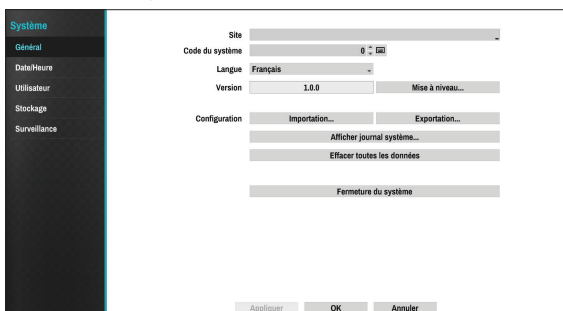 Système
Général
Date/Heure
Utilisateur
Stockage
Surveillance
Site
Code du système 0
Langue Français
Version 1.0.0 Mise à niveau...
Configuration Importation... Exportation...
Afficher journal système...
Effacer toutes les données
Fermeture du système
Appliquer OK Annuler